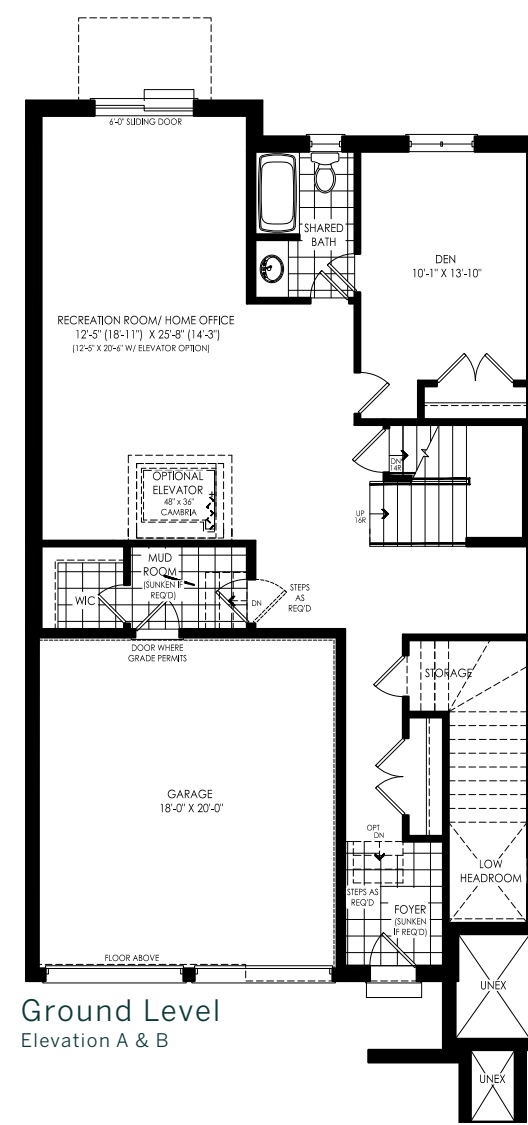 6'-0" SLIDING DOOR
SHARED
BATH
DEN
10'-1" X 13'-10"
RECREATION ROOM/ HOME OFFICE
12'-5" (18'-11") X 25'-8" (14'-3")
(12'-5" X 20'-6" W/ ELEVATOR OPTION)
DN
14R
OPTIONAL
ELEVATOR
48" x 36"
CAMBRIA
UP
16R
MUD
ROOM
(SUNKEN IF
REQ'D)
WIC
DN
STEPS
AS
REQ'D
DOOR WHERE
GRADE PERMITS
STORAGE
GARAGE
18'-0" X 20'-0"
OPT
DN
STEPS AS
REQ'D
LOW
HEADROOM
FOYER
(SUNKEN
IF REQ'D)
FLOOR ABOVE
UNEX
Ground Level
Elevation A & B
UNEX